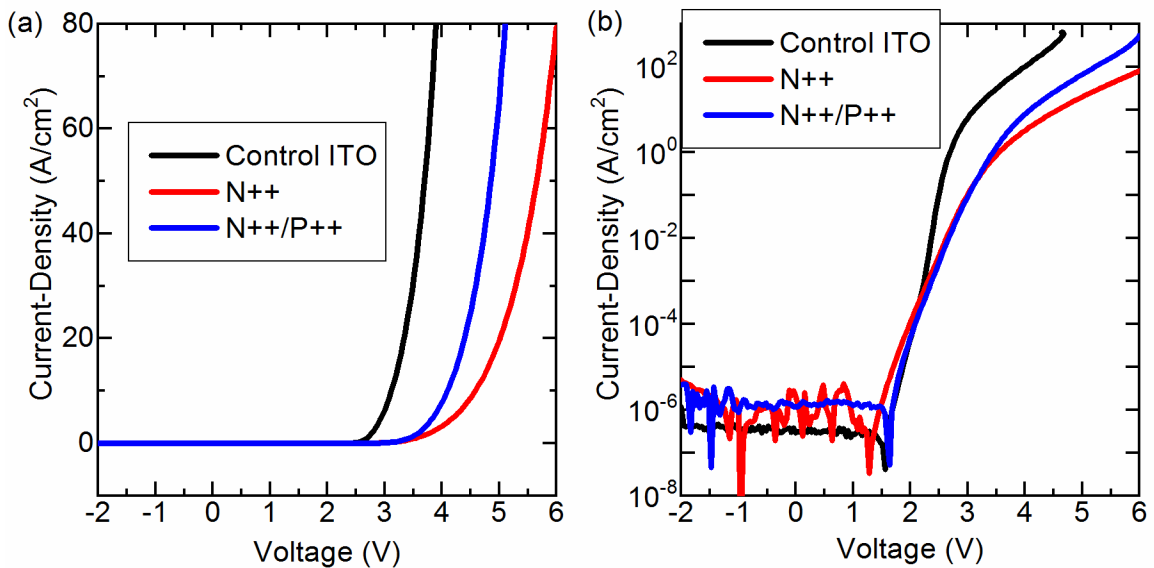 (a)
80
60
40
20
0
Current-Density (A/cm²)
Control ITO
N++
N++/P++
-2 -1 0 1 2 3 4 5 6
Voltage (V)
(b)
10²
10⁰
10⁻²
10⁻⁴
10⁻⁶
10⁻⁸
Current-Density (A/cm²)
Control ITO
N++
N++/P++
-2 -1 0 1 2 3 4 5 6
Voltage (V)